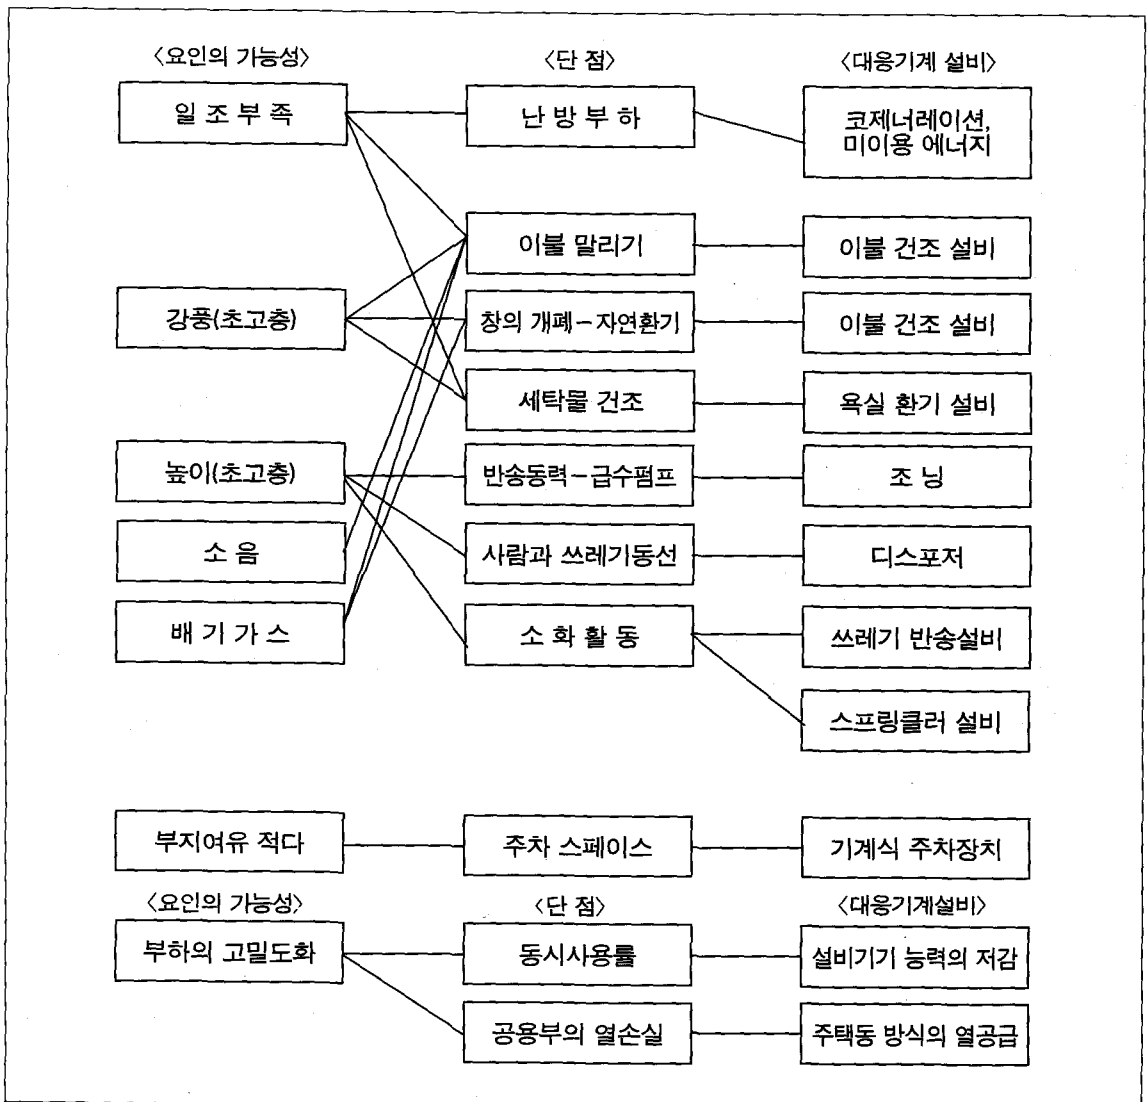 〈요인의 가능성〉 〈단 점〉 〈대응기계 설비〉
일 조 부 족 난 방 부 하 코제너레이션,
미이용 에너지
이불 말리기 이불 건조 설비
강풍(초고층) 창의 개폐－자연환기 이불 건조 설비
세탁물 건조 욕실 환기 설비
높이(초고층) 반송동력－급수펌프 조 닝
소 음 사람과 쓰레기동선 디스포저
배 기 가 스 소 화 활 동 쓰레기 반송설비
스프링클러 설비
부지여유 적다 주차 스페이스 기계식 주차장치
〈요인의 가능성〉 〈단 점〉 〈대응기계설비〉
부하의 고밀도화 동시사용률 설비기기 능력의 저감
공용부의 열손실 주택동 방식의 열공급